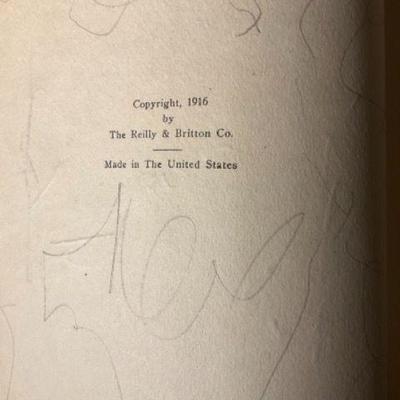 Copyright, 1916
by
The Reilly & Britton Co.
Made in The United States